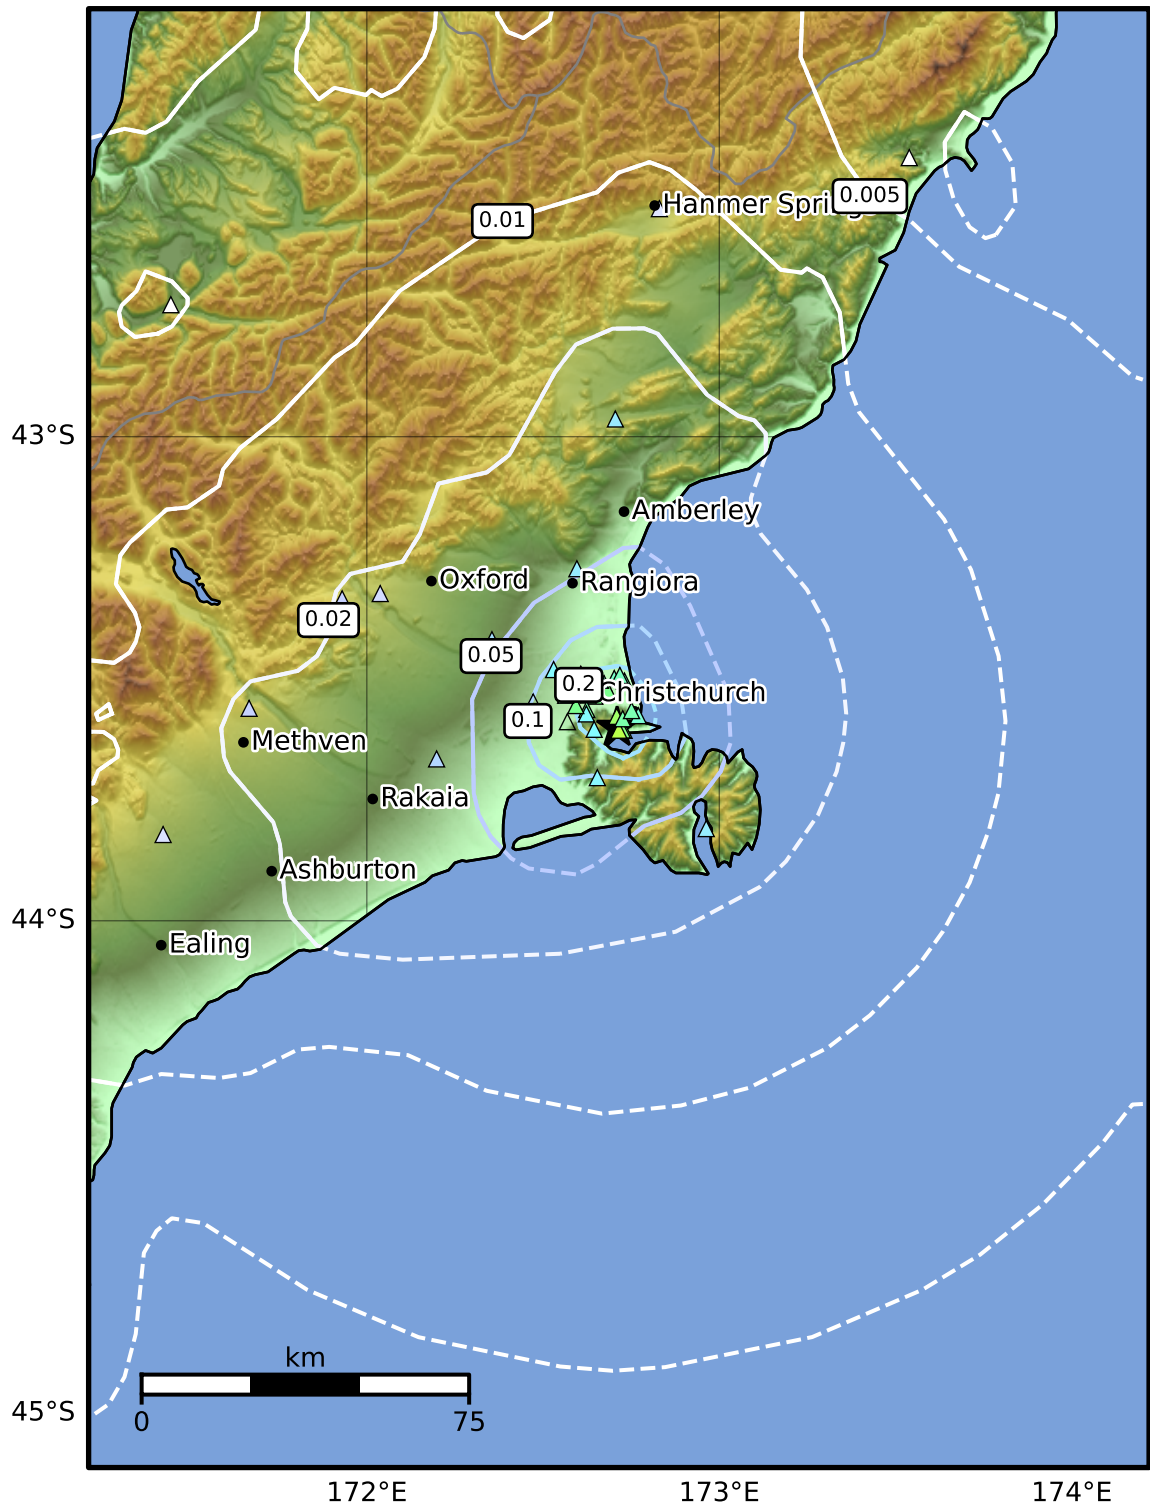 0.005
Hanmer Spring
0.01
43°S
Amberley
Oxford
Rangiora
0.02
0.05
0.2
Christchurch
0.1
Methven
Rakaia
Ashburton
44°S
Ealing
km
0
75
45°S
172°E
173°E
174°E